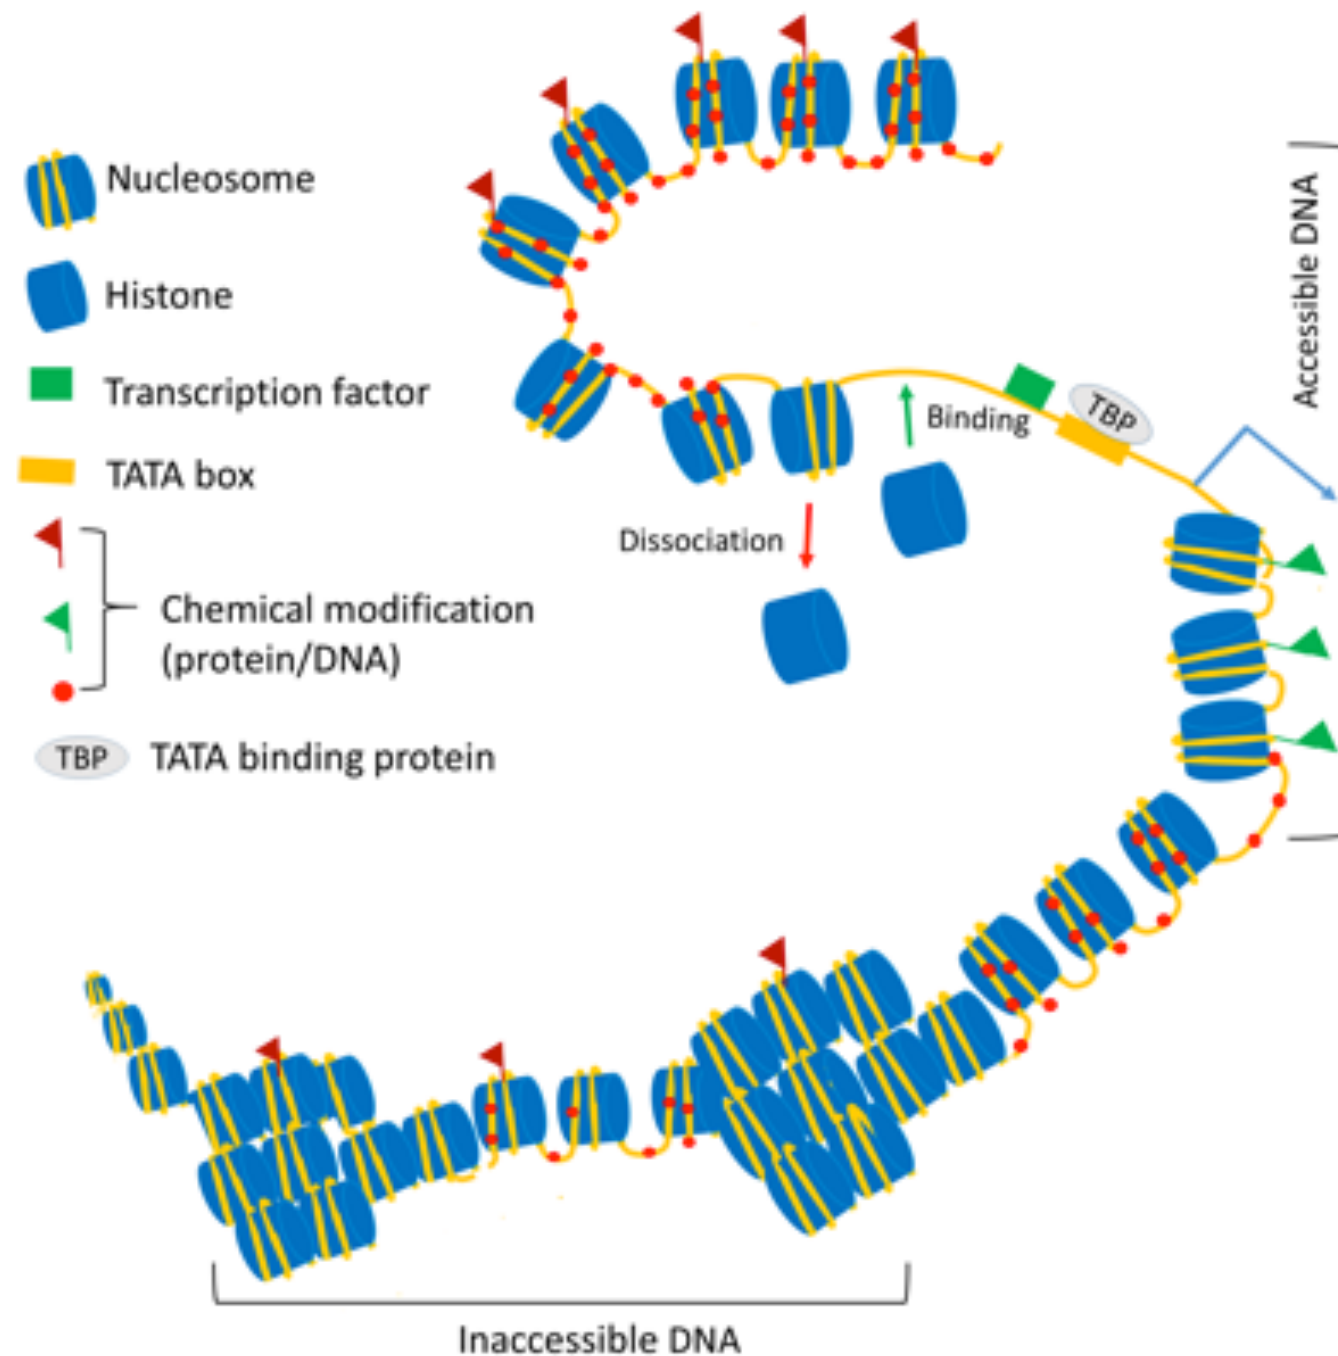 Nucleosome
Histone
Transcription factor
TATA box
Chemical modification
(protein/DNA)
TBP
TATA binding protein
Binding
TBP
Dissociation
Accessible DNA
Inaccessible DNA